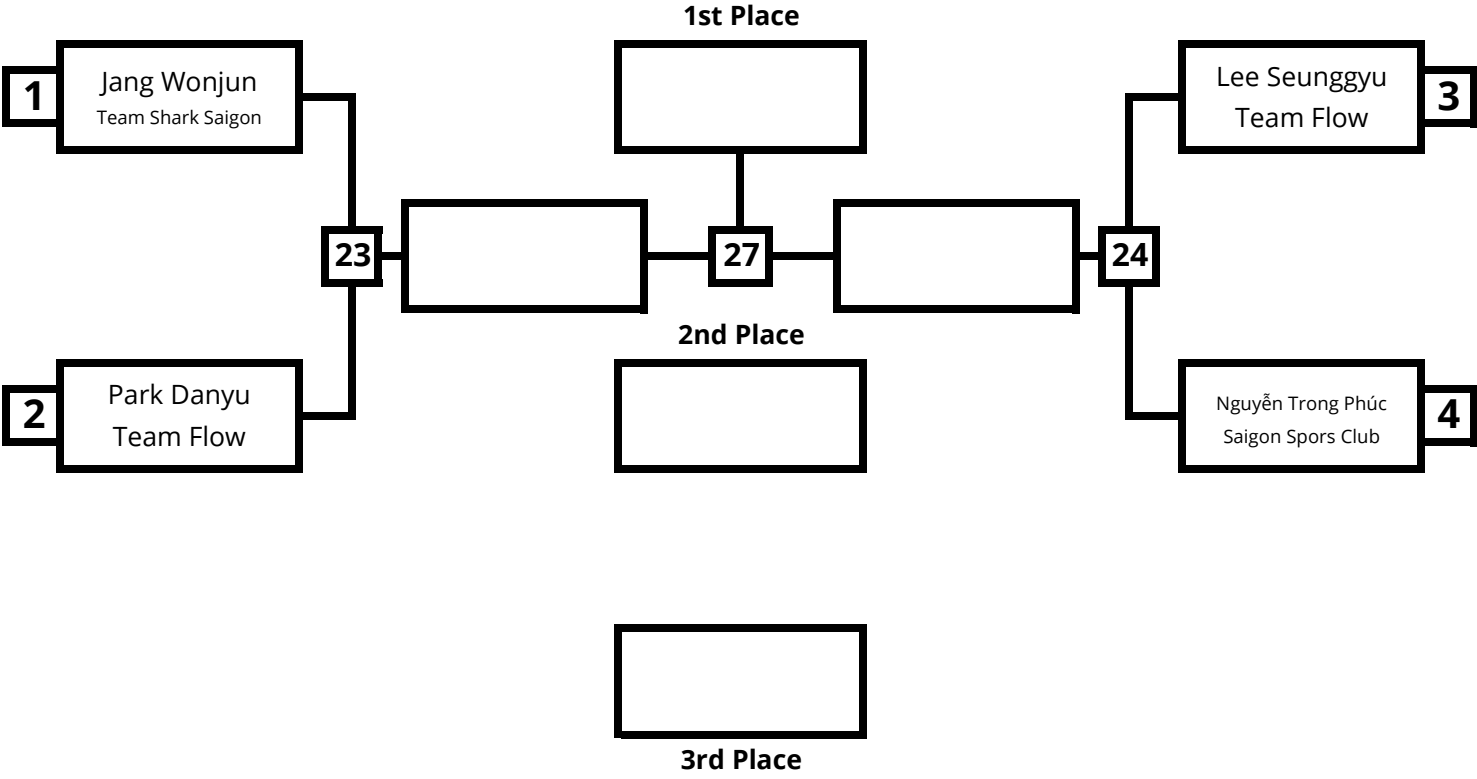 1st Place
1
Jang Wonjun
Team Shark Saigon
Lee Seunggyu
Team Flow
3
23
27
24
2nd Place
2
Park Danyu
Team Flow
Nguyễn Trong Phúc
Saigon Spors Club
4
3rd Place